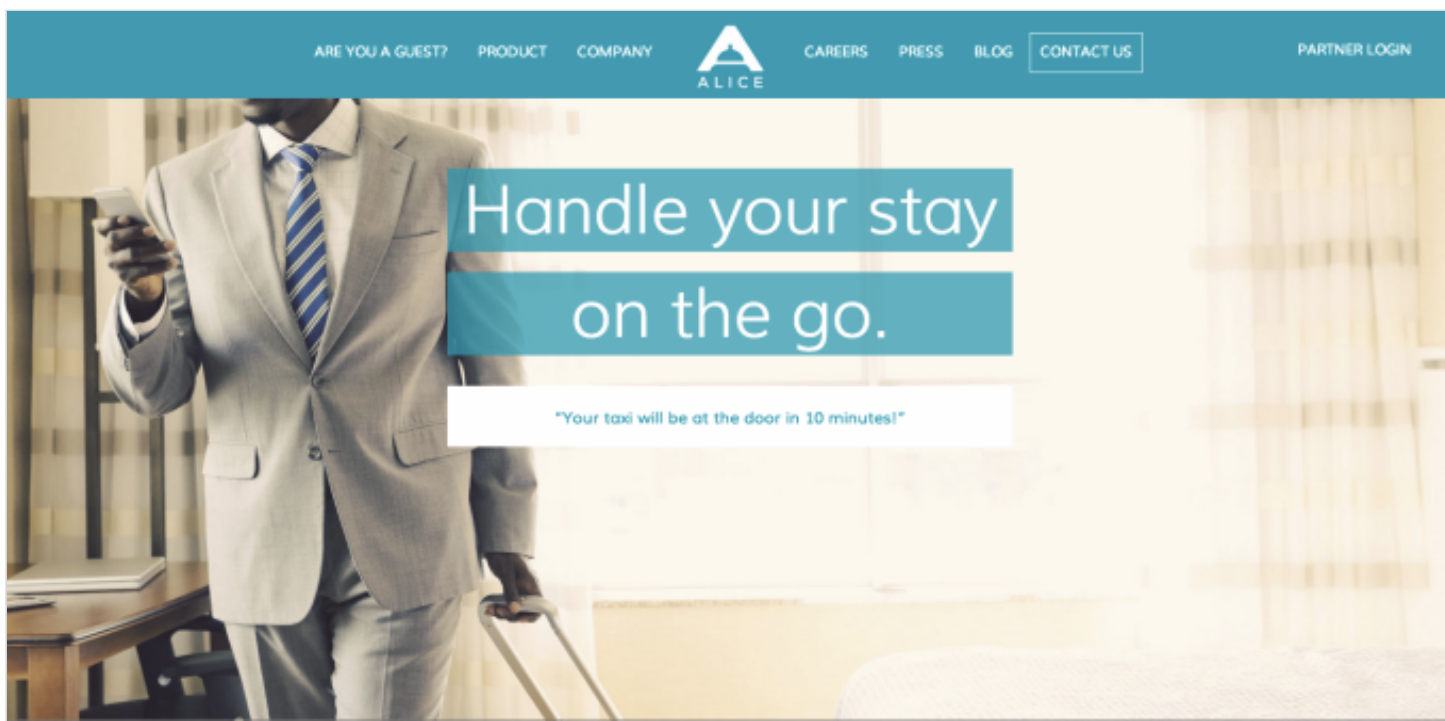 ARE YOU A GUEST? PRODUCT COMPANY ALICE CAREERS PRESS BLOG CONTACT US PARTNER LOGIN
Handle your stay
on the go.
"Your taxi will be at the door in 10 minutes!"